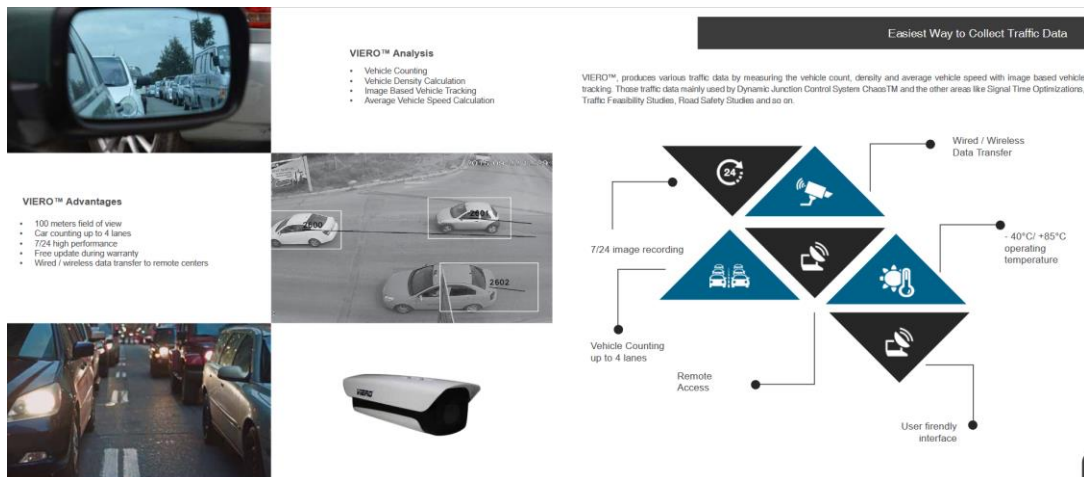 VIERO™ Analysis
• Vehicle Counting
• Vehicle Density Calculation
• Image Based Vehicle Tracking
• Average Vehicle Speed Calculation
VIERO™ Advantages
• 100 meters field of view
• Car counting up to 4 lanes
• 7/24 high performance
• Free update during warranty
• Wired / wireless data transfer to remote centers
2600
2601
2602
VIERO
Easiest Way to Collect Traffic Data
VIERO™, produces various traffic data by measuring the vehicle count, density and average vehicle speed with image based vehicle
tracking. Those traffic data mainly used by Dynamic Junction Control System ChaosTM and the other areas like Signal Time Optimizations,
Traffic Feasibility Studies, Road Safety Studies and so on.
24
Wired / Wireless
Data Transfer
7/24 image recording
- 40°C/ +85°C
operating
temperature
Vehicle Counting
up to 4 lanes
Remote
Access
User firendly
interface